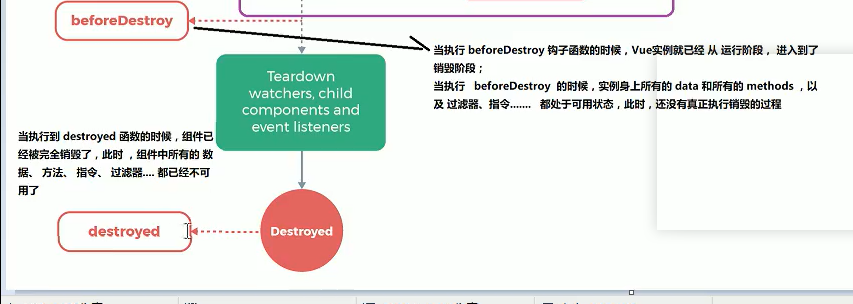 beforeDestroy
当执行 beforeDestroy 钩子函数的时候，Vue实例就已经 从 运行阶段， 进入到了
销毁阶段；
当执行 beforeDestroy 的时候，实例身上所有的 data 和所有的 methods ，以
及 过滤器、指令....... 都处于可用状态，此时，还没有真正执行销毁的过程
Teardown
watchers, child
components and
event listeners
当执行到 destroyed 函数的时候，组件已
经被完全销毁了，此时 ，组件中所有的 数
据、 方法、 指令、 过滤器.... 都已经不可
用了
destroyed
Destroyed